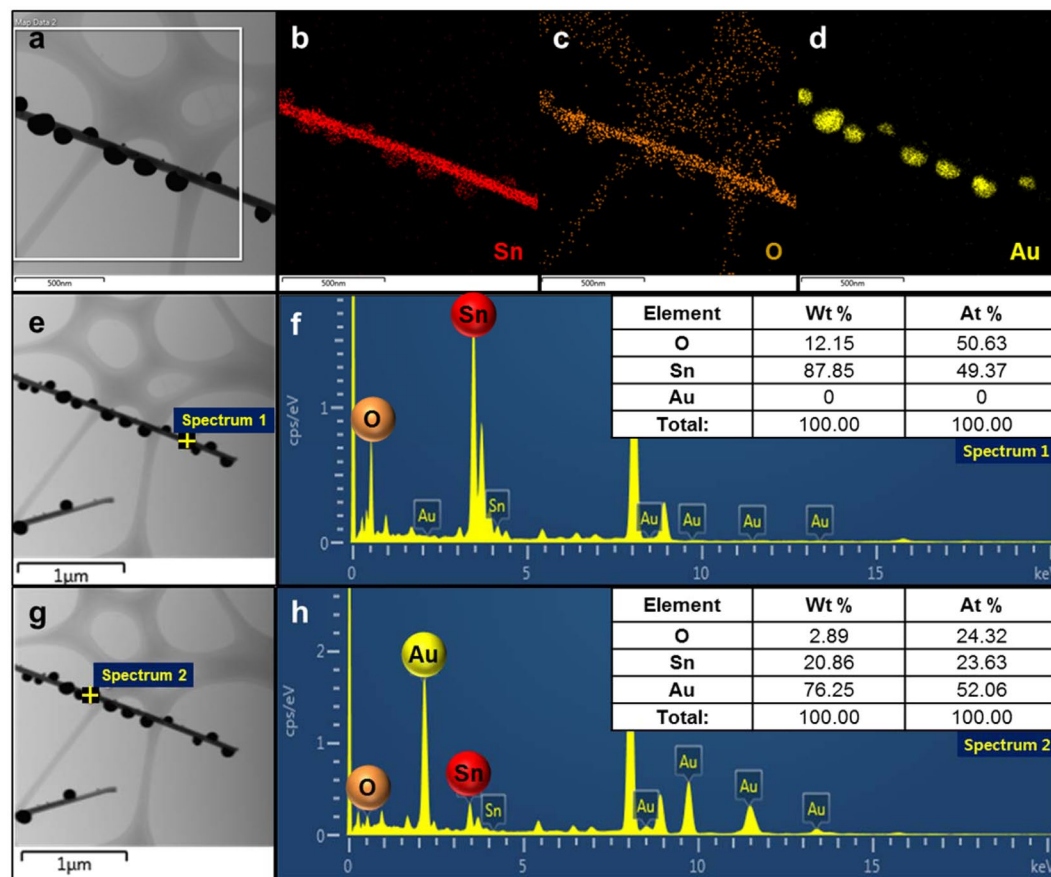 Map Data 2
a
b
c
d
Sn
O
Au
500nm
500nm
500nm
500nm
e
Spectrum 1
1µm
f
Sn
O
Au
Sn
Au
Au
Au
Au
cps/eV
1
0
0
5
10
15
keV
Element Wt % At %
O 12.15 50.63
Sn 87.85 49.37
Au 0 0
Total: 100.00 100.00
Spectrum 1
g
Spectrum 2
1µm
h
Au
O
Sn
Sn
Au
Au
Au
Au
cps/eV
2
1
0
0
5
10
15
keV
Element Wt % At %
O 2.89 24.32
Sn 20.86 23.63
Au 76.25 52.06
Total: 100.00 100.00
Spectrum 2